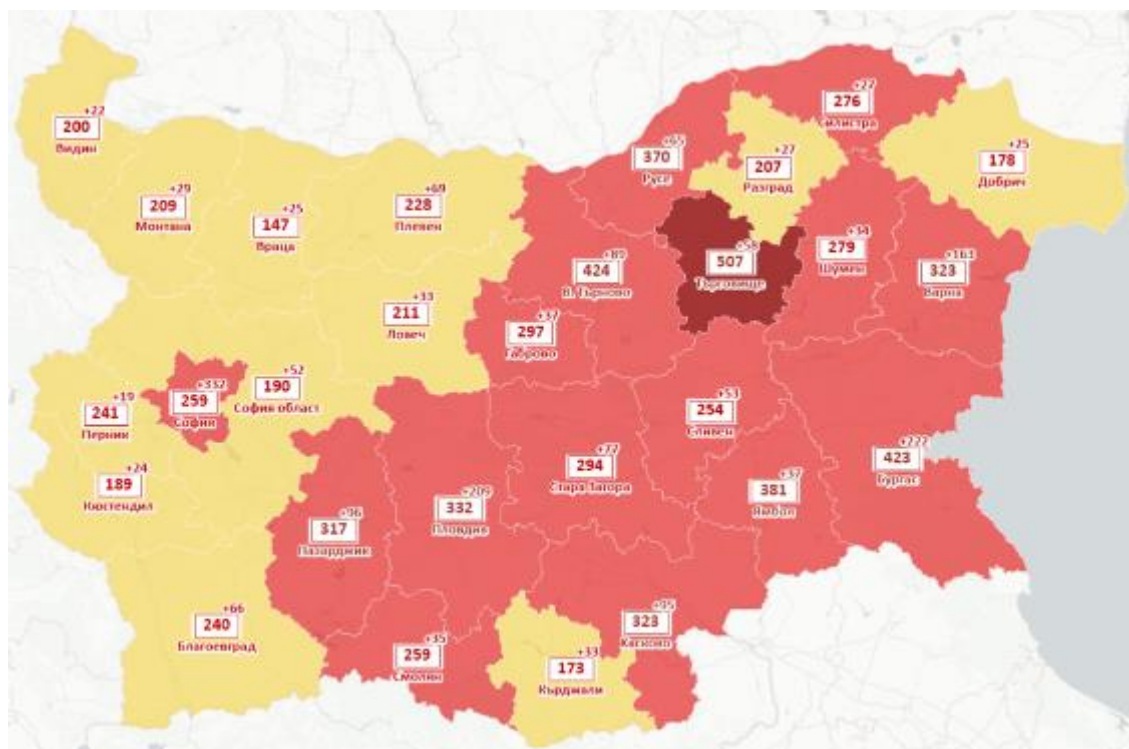 +22
200
Видин
+29
209
Монтана
+25
147
Враца
+69
228
Плевен
+33
211
Ловеч
+65
370
Русе
+27
276
Силистра
+27
207
Разград
+25
178
Добрич
+58
507
Търговище
+34
279
Шумен
+163
323
Варна
+89
424
В. Търново
+37
297
Габрово
+332
259
София
+52
190
София област
+19
241
Перник
+24
189
Кюстендил
+66
240
Благоевград
+96
317
Пазарджик
+209
332
Пловдив
+77
294
Стара Загора
+53
254
Сливен
+37
381
Ямбол
+222
423
Бургас
+35
259
Смолян
+33
173
Кърджали
+95
323
Хасково